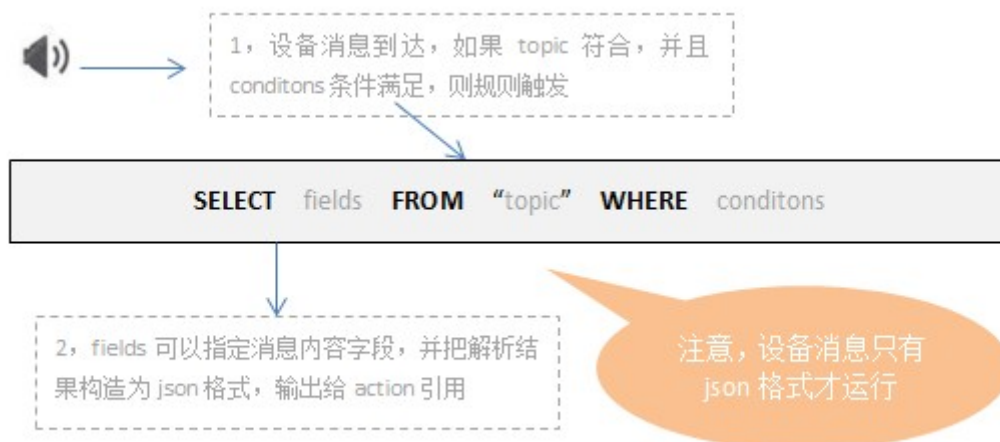 1，设备消息到达，如果 topic 符合，并且
conditons 条件满足，则规则触发
SELECT fields FROM “topic” WHERE conditons
2，fields 可以指定消息内容字段，并把解析结
果构造为 json 格式，输出给 action 引用
注意，设备消息只有
json 格式才运行